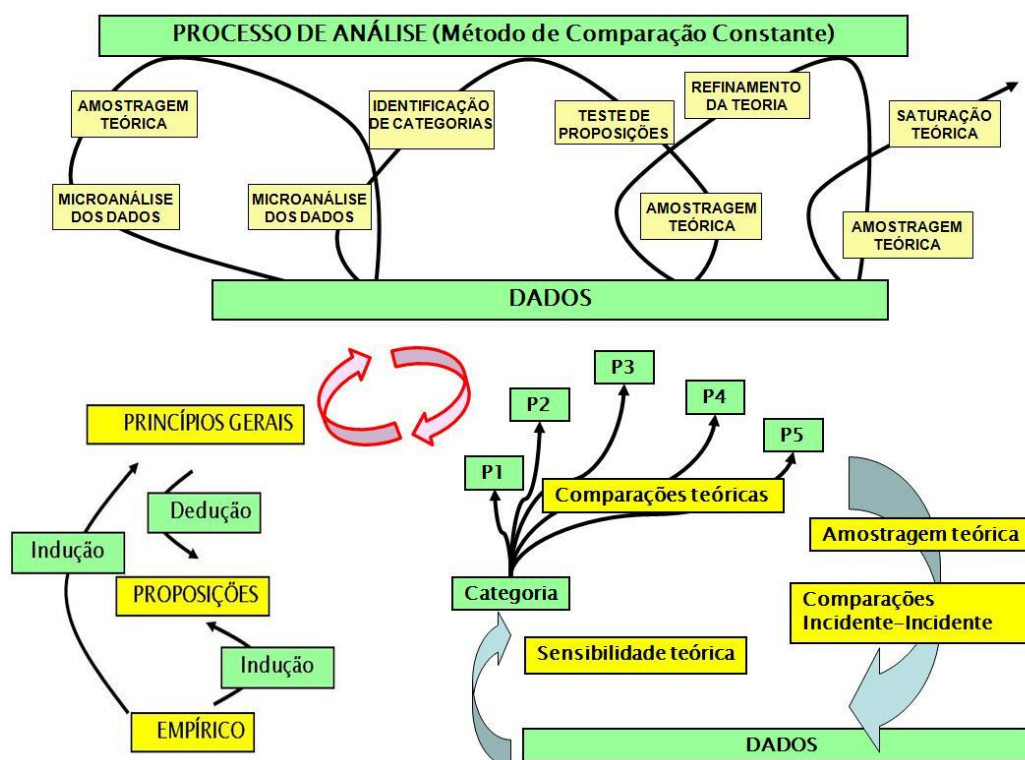 PROCESSO DE ANÁLISE (Método de Comparação Constante)
AMOSTRAGEM
TEÓRICA
IDENTIFICAÇÃO
DE CATEGORIAS
TESTE DE
PROPOSIÇÕES
REFINAMENTO
DA TEORIA
SATURAÇÃO
TEÓRICA
MICROANÁLISE
DOS DADOS
MICROANÁLISE
DOS DADOS
AMOSTRAGEM
TEÓRICA
AMOSTRAGEM
TEÓRICA
DADOS
PRINCÍPIOS GERAIS
Dedução
Indução
PROPOSIÇÕES
Indução
EMPÍRICO
P1
P2
P3
P4
P5
Comparações teóricas
Categoria
Sensibilidade teórica
Amostragem teórica
Comparações
Incidente-Incidente
DADOS